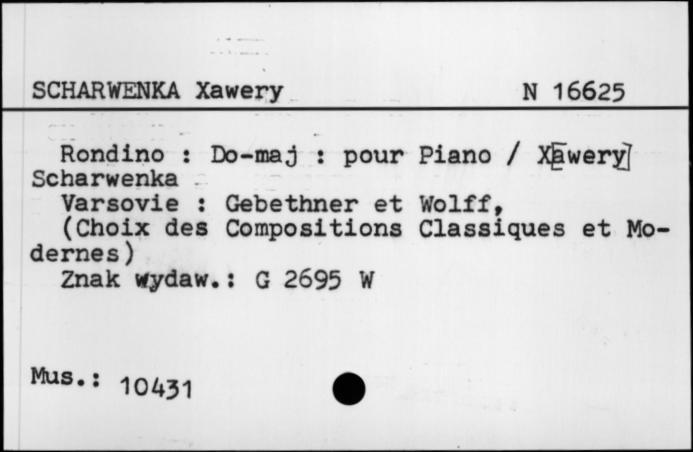 SCHARWENKA Xawery N 16625
Rondino : Do-maj : pour Piano / X[awery]
Scharwenka
Varsovie : Gebethner et Wolff,
(Choix des Compositions Classiques et Mo-
dernes)
Znak wydaw.: G 2695 W
Mus.: 10431